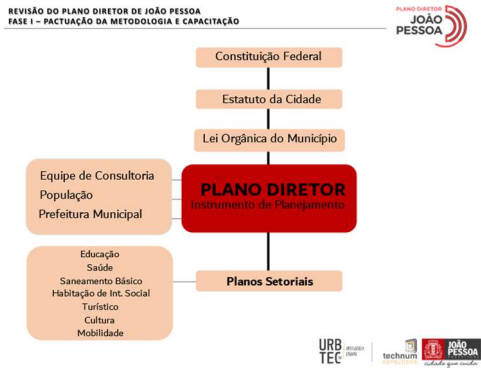 REVISÃO DO PLANO DIRETOR DE JOÃO PESSOA
FASE I – PACTUAÇÃO DA METODOLOGIA E CAPACITAÇÃO
PLANO DIRETOR
JOÃO
PESSOA
Constituição Federal
Estatuto da Cidade
Lei Orgânica do Município
Equipe de Consultoria
População
Prefeitura Municipal
PLANO DIRETOR
Instrumento de Planejamento
Educação
Saúde
Saneamento Básico
Habitação de Int. Social
Turístico
Cultura
Mobilidade
Planos Setoriais
URB
TEC
technum
CONSULTORIA
JOÃO
PESSOA
cidade que cuida